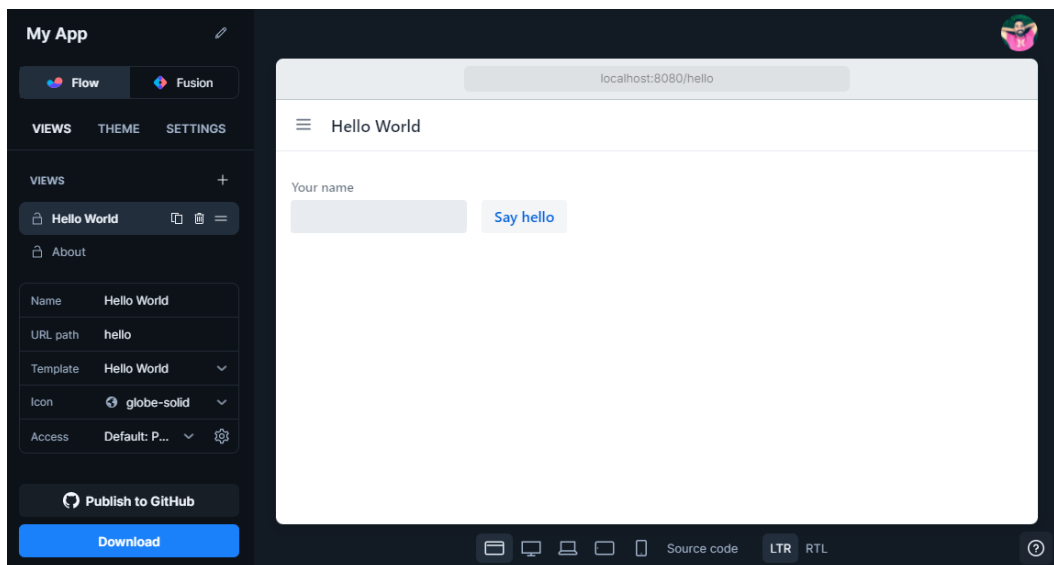 My App
Flow Fusion
VIEWS THEME SETTINGS
VIEWS
Hello World
About
Name Hello World
URL path hello
Template Hello World
Icon globe-solid
Access Default: P...
Publish to GitHub
Download
localhost:8080/hello
Hello World
Your name
Say hello
Source code LTR RTL